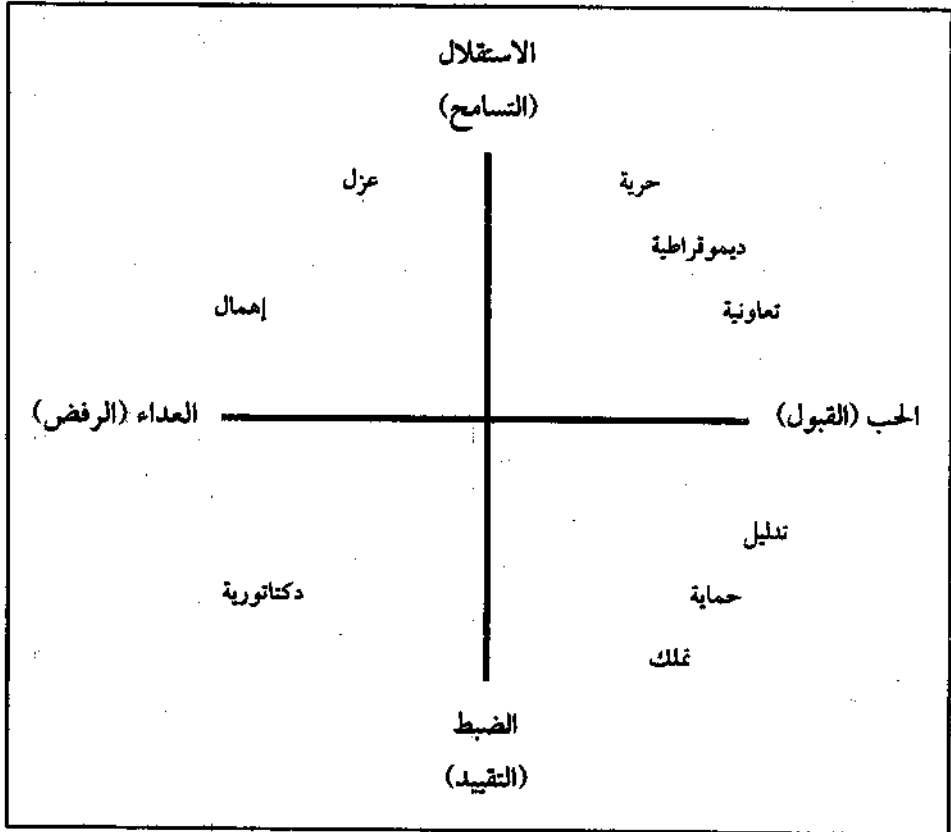 الاستقلال
(التسامح)
حرية
عزل
ديموقراطية
تعاونية
إهمال
الحب (القبول)
العداء (الرفض)
تدليل
حماية
دكتاتورية
تملك
الضبط
(التقييد)